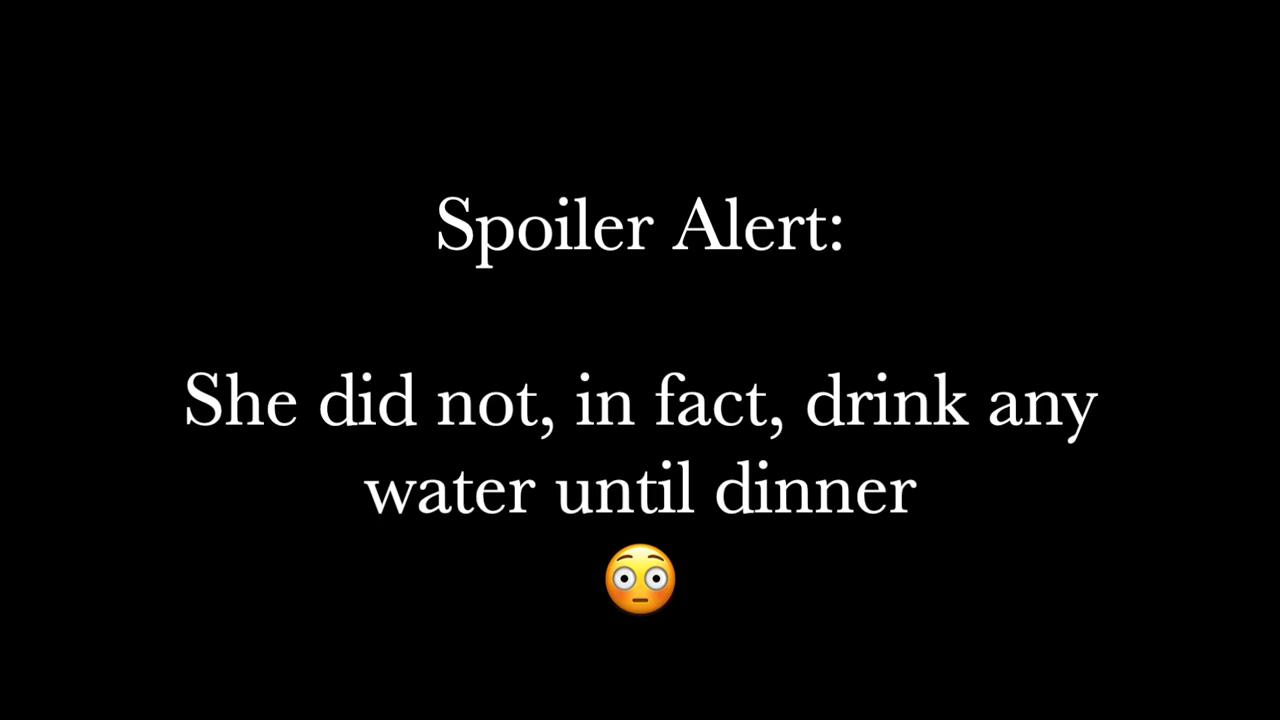 Spoiler Alert:
She did not, in fact, drink any
water until dinner
😳